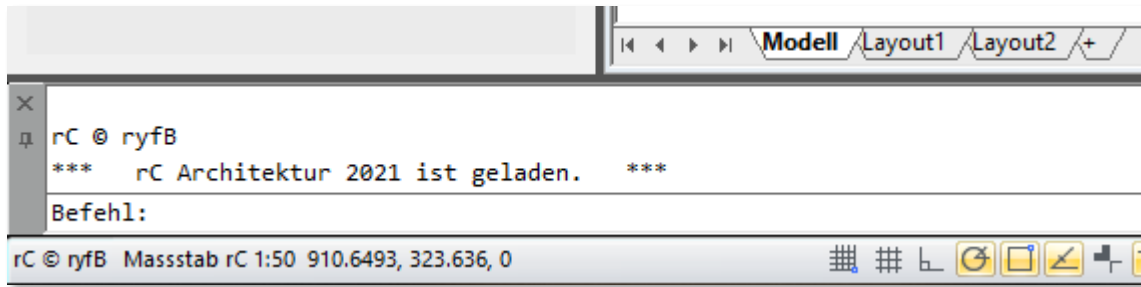 Modell Layout1 Layout2 +
rC © ryfB
*** rC Architektur 2021 ist geladen. ***
Befehl:
rC © ryfB Massstab rC 1:50 910.6493, 323.636, 0